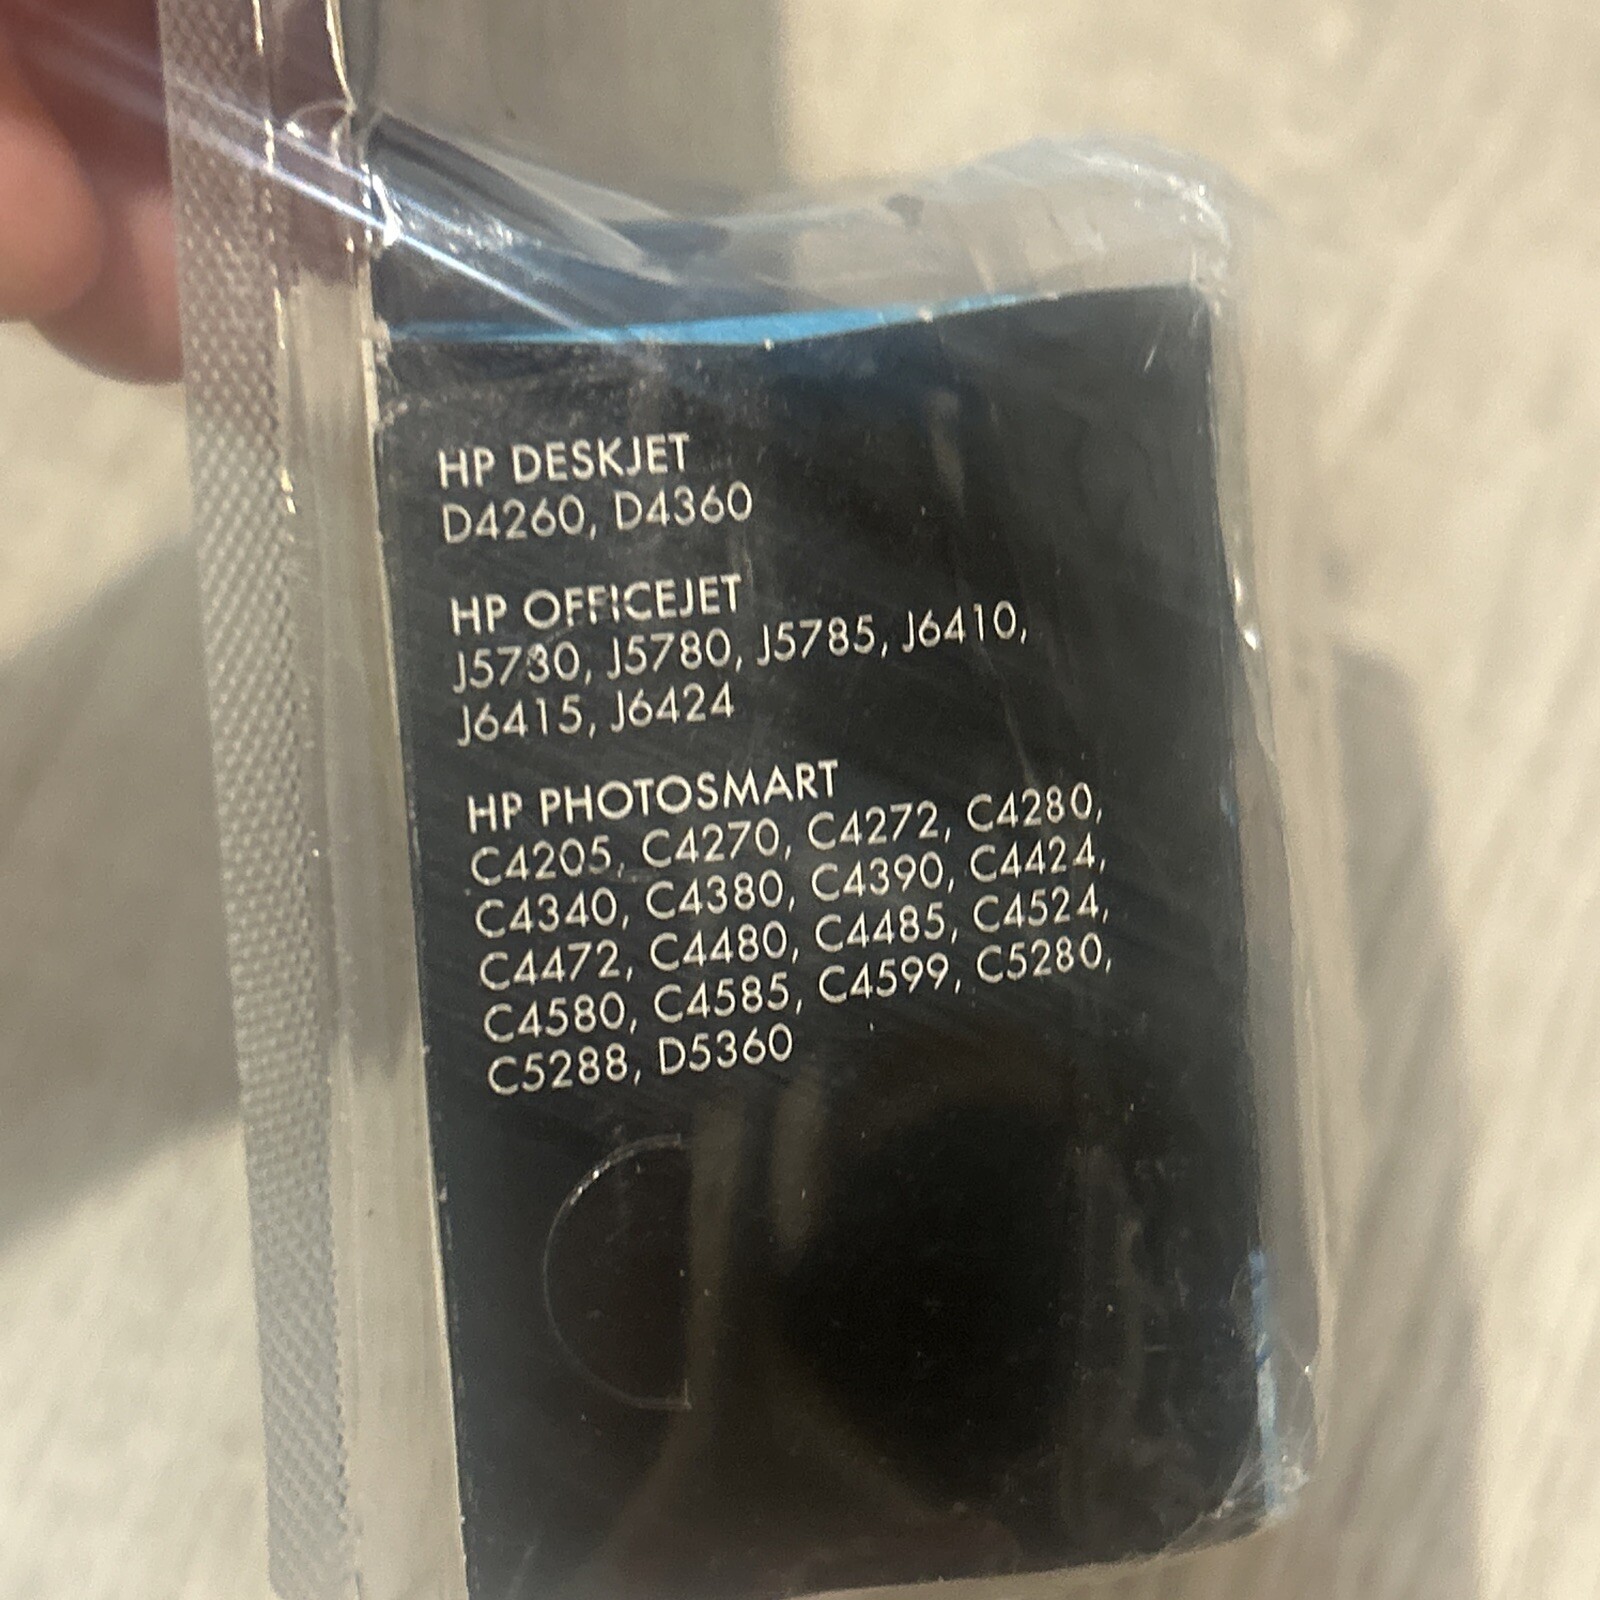 HP DESKJET
D4260, D4360
HP OFFICEJET
J5730, J5780, J5785, J6410,
J6415, J6424
HP PHOTOSMART
C4205, C4270, C4272, C4280,
C4340, C4380, C4390, C4424,
C4472, C4480, C4485, C4524,
C4580, C4585, C4599, C5280,
C5288, D5360